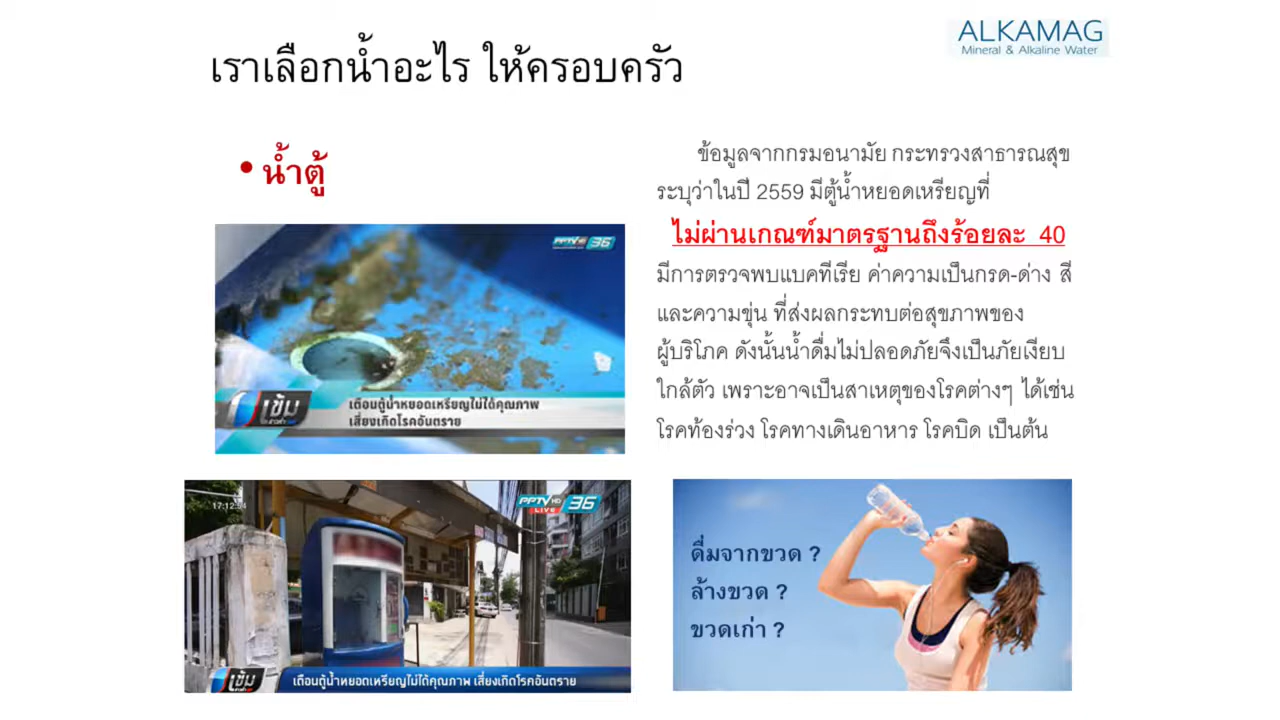 ALKAMAG
Mineral & Alkaline Water
เราเลือกน้ำอะไร ให้ครอบครัว
• น้ำตู้
ข้อมูลจากกรมอนามัย กระทรวงสาธารณสุข
ระบุว่าในปี 2559 มีตู้น้ำหยอดเหรียญที่
ไม่ผ่านเกณฑ์มาตรฐานถึงร้อยละ 40
มีการตรวจพบแบคทีเรีย ค่าความเป็นกรด-ด่าง สี
และความขุ่น ที่ส่งผลกระทบต่อสุขภาพของ
ผู้บริโภค ดังนั้นน้ำดื่มไม่ปลอดภัยจึงเป็นภัยเงียบ
ใกล้ตัว เพราะอาจเป็นสาเหตุของโรคต่างๆ ได้เช่น
โรคท้องร่วง โรคทางเดินอาหาร โรคบิด เป็นต้น
PPTV HD 36
เข้ม
เตือนตู้น้ำหยอดเหรียญไม่ได้คุณภาพ
เสี่ยงเกิดโรคอันตราย
17:12:54
PPTV HD 36
LIVE
เข้ม
เตือนตู้น้ำหยอดเหรียญไม่ได้คุณภาพ เสี่ยงเกิดโรคอันตราย
ดื่มจากขวด ?
ล้างขวด ?
ขวดเก่า ?